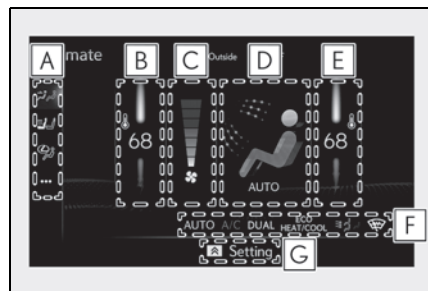 A B C D E
mate Outside
68 68
AUTO
AUTO A/C DUAL ECO HEAT/COOL F
Setting
G